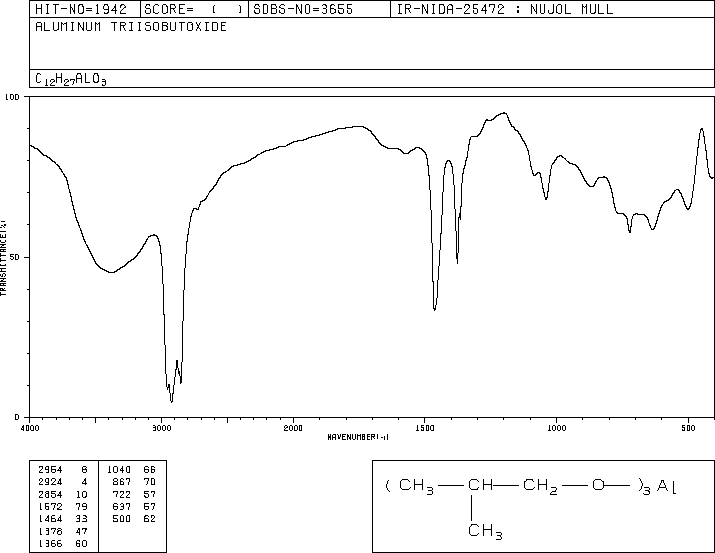 HIT-NO=1942 SCORE= ( ) SDBS-NO=3655 IR-NIDA-25472 : NUJOL MULL
ALUMINUM TRIISOBUTOXIDE
C12H27ALO3
100
50
0
TRANSMITTANCE(%)
4000 3000 2000 1500 1000 500
WAVENUMBER(-1)
2954 6 1040 66
2924 4 867 70
2854 10 722 57
1572 79 637 57
1464 33 500 62
1378 47
1366 60
( CH3 CH CH2 O )3 Al
CH3